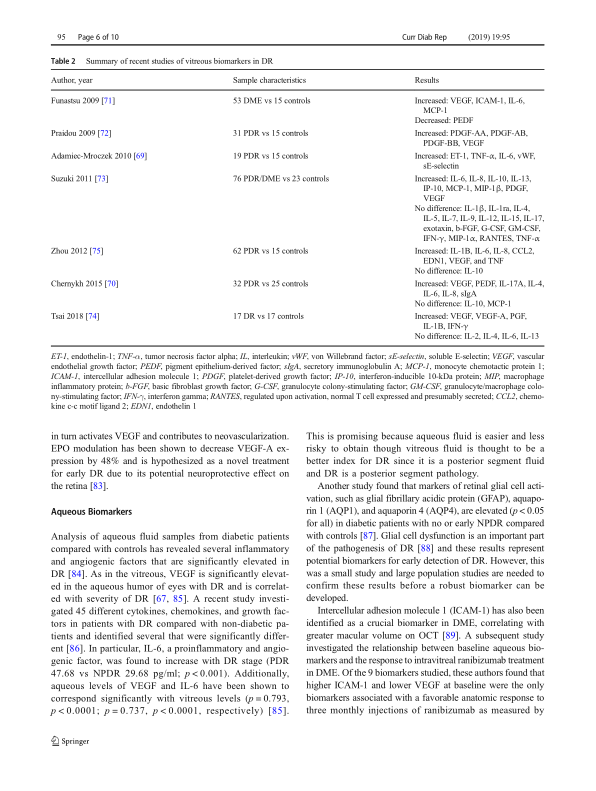 95 Page 6 of 10 Curr Diab Rep (2019) 19:95
Table 2 Summary of recent studies of vitreous biomarkers in DR
Author, year Sample characteristics Results
Funastsu 2009 [71] 53 DME vs 15 controls Increased: VEGF, ICAM-1, IL-6,
MCP-1
Decreased: PEDF
Praidou 2009 [72] 31 PDR vs 15 controls Increased: PDGF-AA, PDGF-AB,
PDGF-BB, VEGF
Adamiec-Mroczek 2010 [69] 19 PDR vs 15 controls Increased: ET-1, TNF-α, IL-6, vWF,
sE-selectin
Suzuki 2011 [73] 76 PDR/DME vs 23 controls Increased: IL-6, IL-8, IL-10, IL-13,
IP-10, MCP-1, MIP-1β, PDGF,
VEGF
No difference: IL-1β, IL-1ra, IL-4,
IL-5, IL-7, IL-9, IL-12, IL-15, IL-17,
exotaxin, b-FGF, G-CSF, GM-CSF,
IFN-γ, MIP-1α, RANTES, TNF-α
Zhou 2012 [75] 62 PDR vs 15 controls Increased: IL-1B, IL-6, IL-8, CCL2,
EDN1, VEGF, and TNF
No difference: IL-10
Chernykh 2015 [70] 32 PDR vs 25 controls Increased: VEGF, PEDF, IL-17A, IL-4,
IL-6, IL-8, sIgA
No difference: IL-10, MCP-1
Tsai 2018 [74] 17 DR vs 17 controls Increased: VEGF, VEGF-A, PGF,
IL-1B, IFN-γ
No difference: IL-2, IL-4, IL-6, IL-13
ET-1, endothelin-1; TNF-α, tumor necrosis factor alpha; IL, interleukin; vWF, von Willebrand factor; sE-selectin, soluble E-selectin; VEGF, vascular
endothelial growth factor; PEDF, pigment epithelium-derived factor; sIgA, secretory immunoglobulin A; MCP-1, monocyte chemotactic protein 1;
ICAM-1, intercellular adhesion molecule 1; PDGF, platelet-derived growth factor; IP-10, interferon-inducible 10-kDa protein; MIP, macrophage
inflammatory protein; b-FGF, basic fibroblast growth factor; G-CSF, granulocyte colony-stimulating factor; GM-CSF, granulocyte/macrophage colo-
ny-stimulating factor; IFN-γ, interferon gamma; RANTES, regulated upon activation, normal T cell expressed and presumably secreted; CCL2, chemo-
kine c-c motif ligand 2; EDN1, endothelin 1
in turn activates VEGF and contributes to neovascularization.
EPO modulation has been shown to decrease VEGF-A ex-
pression by 48% and is hypothesized as a novel treatment
for early DR due to its potential neuroprotective effect on
the retina [83].
Aqueous Biomarkers
Analysis of aqueous fluid samples from diabetic patients
compared with controls has revealed several inflammatory
and angiogenic factors that are significantly elevated in
DR [84]. As in the vitreous, VEGF is significantly elevat-
ed in the aqueous humor of eyes with DR and is correlat-
ed with severity of DR [67, 85]. A recent study investi-
gated 45 different cytokines, chemokines, and growth fac-
tors in patients with DR compared with non-diabetic pa-
tients and identified several that were significantly differ-
ent [86]. In particular, IL-6, a proinflammatory and angio-
genic factor, was found to increase with DR stage (PDR
47.68 vs NPDR 29.68 pg/ml; p < 0.001). Additionally,
aqueous levels of VEGF and IL-6 have been shown to
correspond significantly with vitreous levels (p = 0.793,
p < 0.0001; p = 0.737, p < 0.0001, respectively) [85].
This is promising because aqueous fluid is easier and less
risky to obtain though vitreous fluid is thought to be a
better index for DR since it is a posterior segment fluid
and DR is a posterior segment pathology.
Another study found that markers of retinal glial cell acti-
vation, such as glial fibrillary acidic protein (GFAP), aquapo-
rin 1 (AQP1), and aquaporin 4 (AQP4), are elevated (p < 0.05
for all) in diabetic patients with no or early NPDR compared
with controls [87]. Glial cell dysfunction is an important part
of the pathogenesis of DR [88] and these results represent
potential biomarkers for early detection of DR. However, this
was a small study and large population studies are needed to
confirm these results before a robust biomarker can be
developed.
Intercellular adhesion molecule 1 (ICAM-1) has also been
identified as a crucial biomarker in DME, correlating with
greater macular volume on OCT [89]. A subsequent study
investigated the relationship between baseline aqueous bio-
markers and the response to intravitreal ranibizumab treatment
in DME. Of the 9 biomarkers studied, these authors found that
higher ICAM-1 and lower VEGF at baseline were the only
biomarkers associated with a favorable anatomic response to
three monthly injections of ranibizumab as measured by
Springer